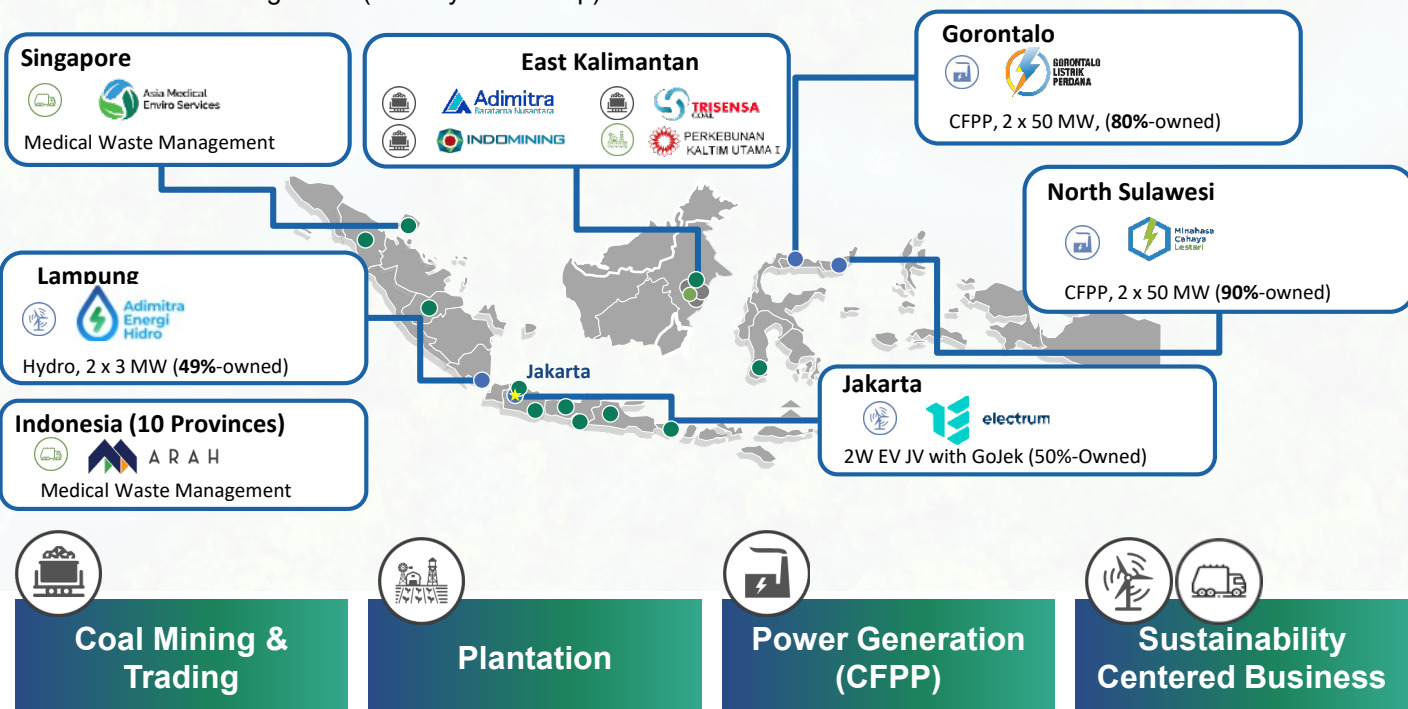 Singapore
Asia Medical
Enviro Services
Medical Waste Management
East Kalimantan
Adimitra
Baratama Nusantara
TRISENSA
COAL
INDOMINING
PERKEBUNAN
KALTIM UTAMA I
Gorontalo
GORONTALO
LISTRIK
PERDANA
CFPP, 2 x 50 MW, (80%-owned)
North Sulawesi
Minahasa
Cahaya
Lestari
CFPP, 2 x 50 MW (90%-owned)
Lampung
Adimitra
Energi
Hidro
Hydro, 2 x 3 MW (49%-owned)
Jakarta
Jakarta
electrum
2W EV JV with GoJek (50%-Owned)
Indonesia (10 Provinces)
ARAH
Medical Waste Management
Coal Mining &
Trading
Plantation
Power Generation
(CFPP)
Sustainability
Centered Business